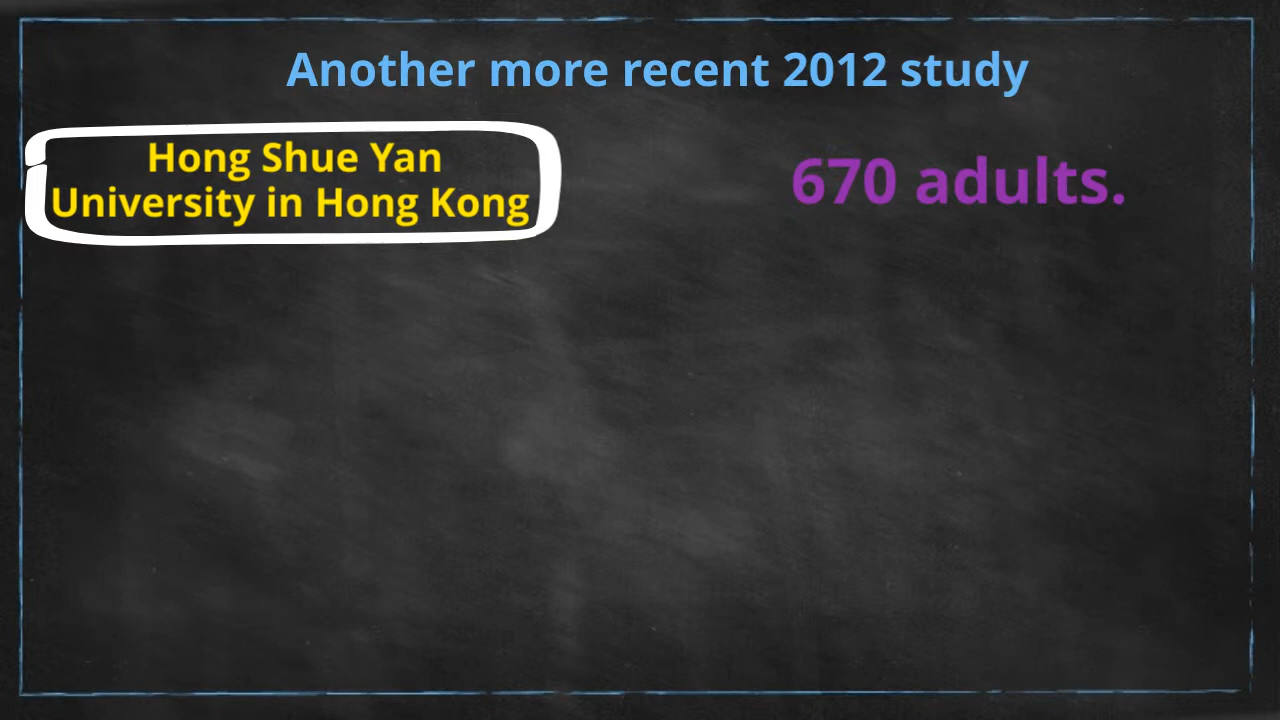 Another more recent 2012 study
Hong Shue Yan
University in Hong Kong
670 adults.